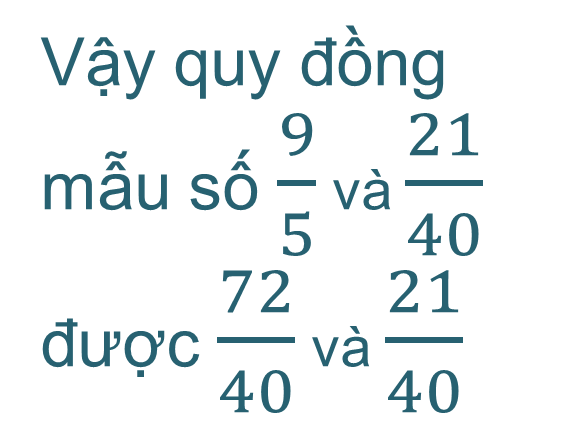 Vậy quy đồng
mẫu số 9/5 và 21/40
được 72/40 và 21/40